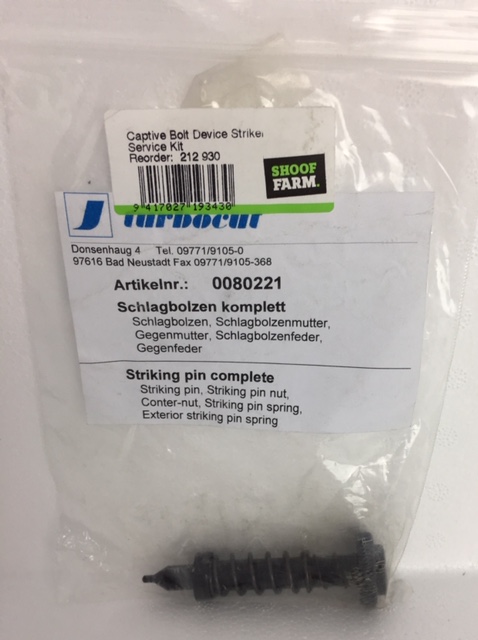 Captive Bolt Device Striker
Service Kit
Reorder: 212 930
SHOOF
FARM.
9 417027 193430
turbocut
Donsenhaug 4 Tel. 09771/9105-0
97616 Bad Neustadt Fax 09771/9105-368
Artikelnr.: 0080221
Schlagbolzen komplett
Schlagbolzen, Schlagbolzenmutter,
Gegenmutter, Schlagbolzenfeder,
Gegenfeder
Striking pin complete
Striking pin, Striking pin nut,
Conter-nut, Striking pin spring,
Exterior striking pin spring